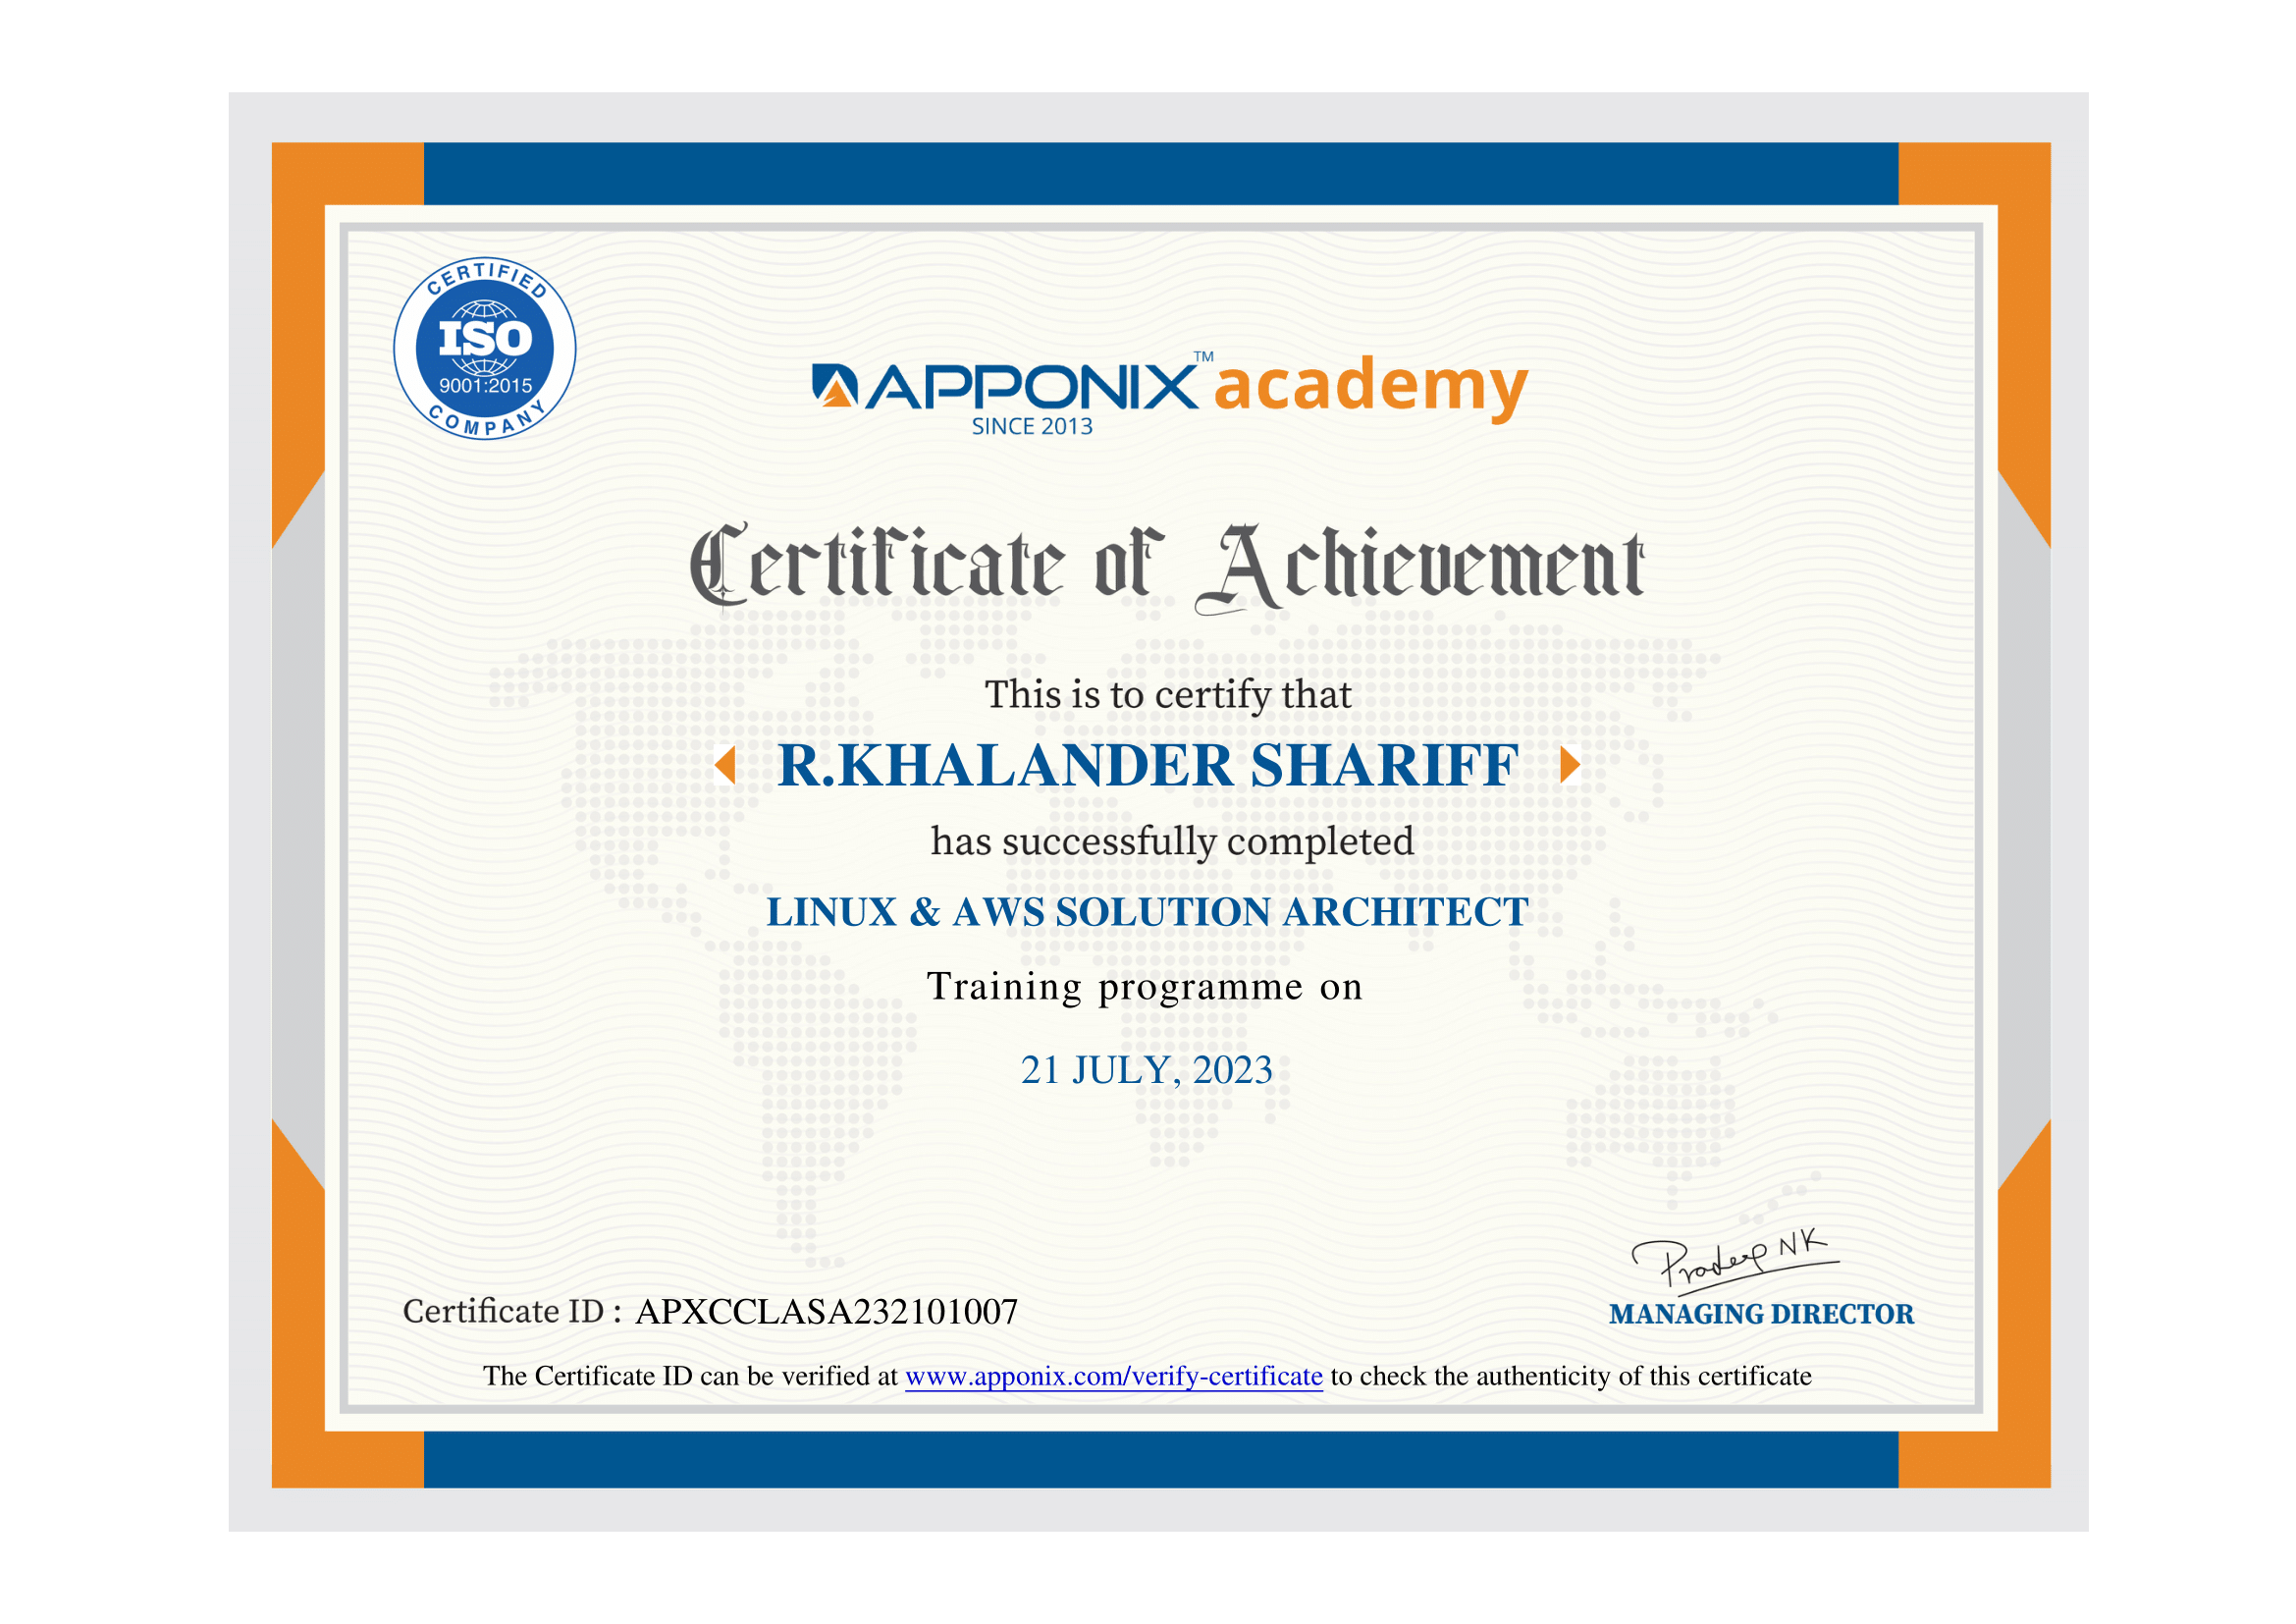 CERTIFIED
ISO
9001:2015
COMPANY
APPONIX™ academy
SINCE 2013
Certificate of Achievement
This is to certify that
R.KHALANDER SHARIFF
has successfully completed
LINUX & AWS SOLUTION ARCHITECT
Training programme on
21 JULY, 2023
Pradeep NK
Certificate ID : APXCCLASA232101007
MANAGING DIRECTOR
The Certificate ID can be verified at www.apponix.com/verify-certificate to check the authenticity of this certificate